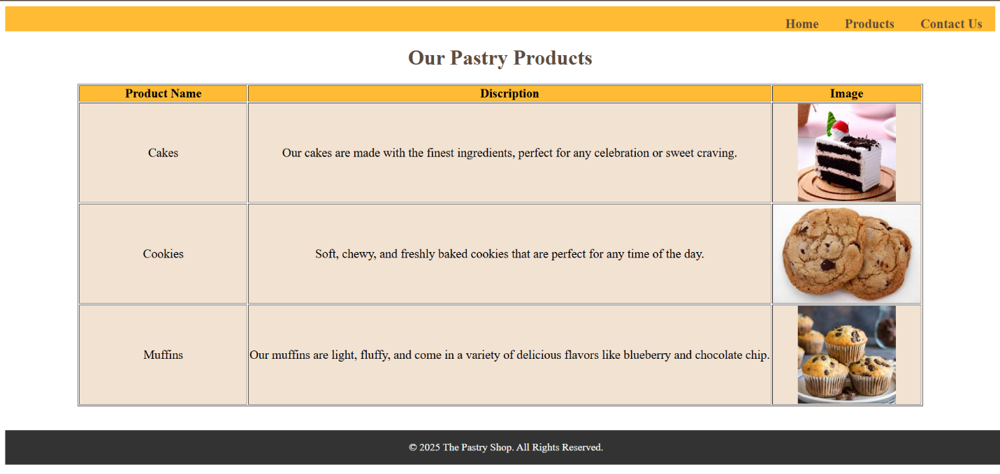 Home Products Contact Us
Our Pastry Products
Product Name Discription Image
Cakes Our cakes are made with the finest ingredients, perfect for any celebration or sweet craving.
Cookies Soft, chewy, and freshly baked cookies that are perfect for any time of the day.
Muffins Our muffins are light, fluffy, and come in a variety of delicious flavors like blueberry and chocolate chip.
© 2025 The Pastry Shop. All Rights Reserved.